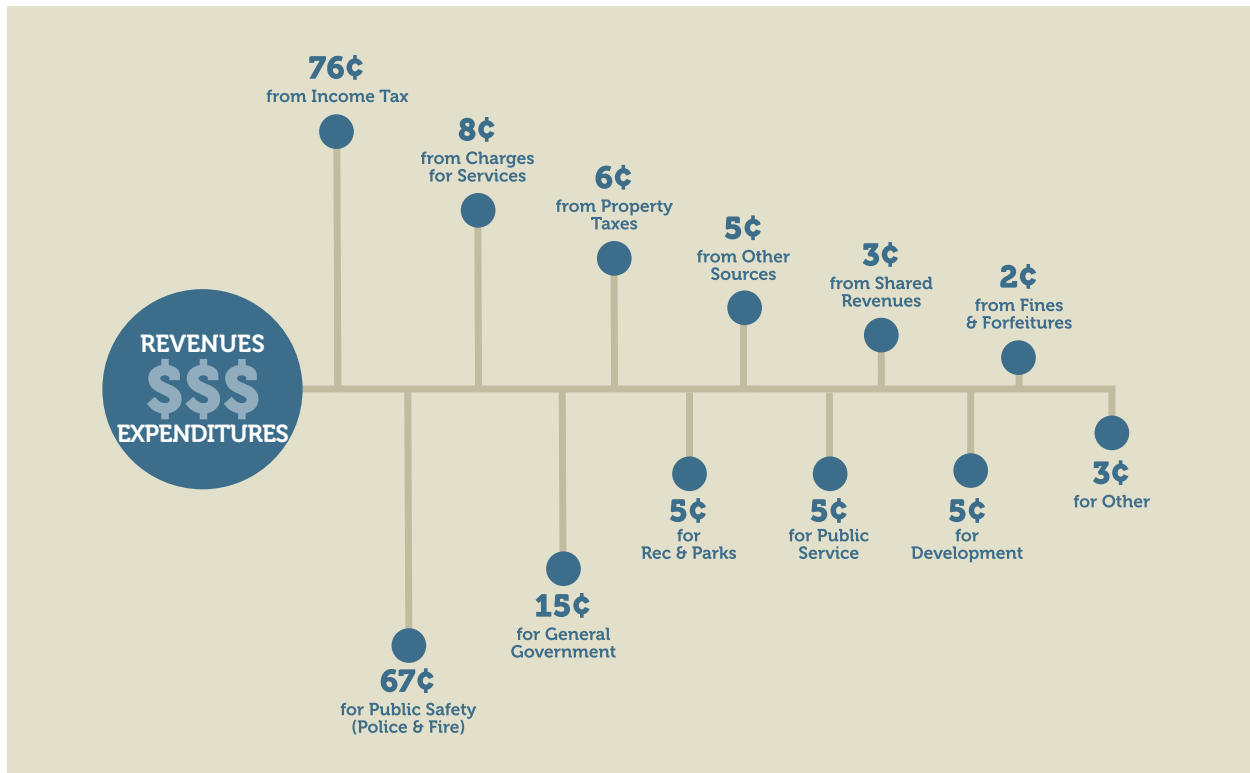 76¢
from Income Tax
8¢
from Charges
for Services
6¢
from Property
Taxes
5¢
from Other
Sources
3¢
from Shared
Revenues
2¢
from Fines
& Forfeitures
REVENUES
$$$
EXPENDITURES
67¢
for Public Safety
(Police & Fire)
15¢
for General
Government
5¢
for
Rec & Parks
5¢
for Public
Service
5¢
for
Development
3¢
for Other